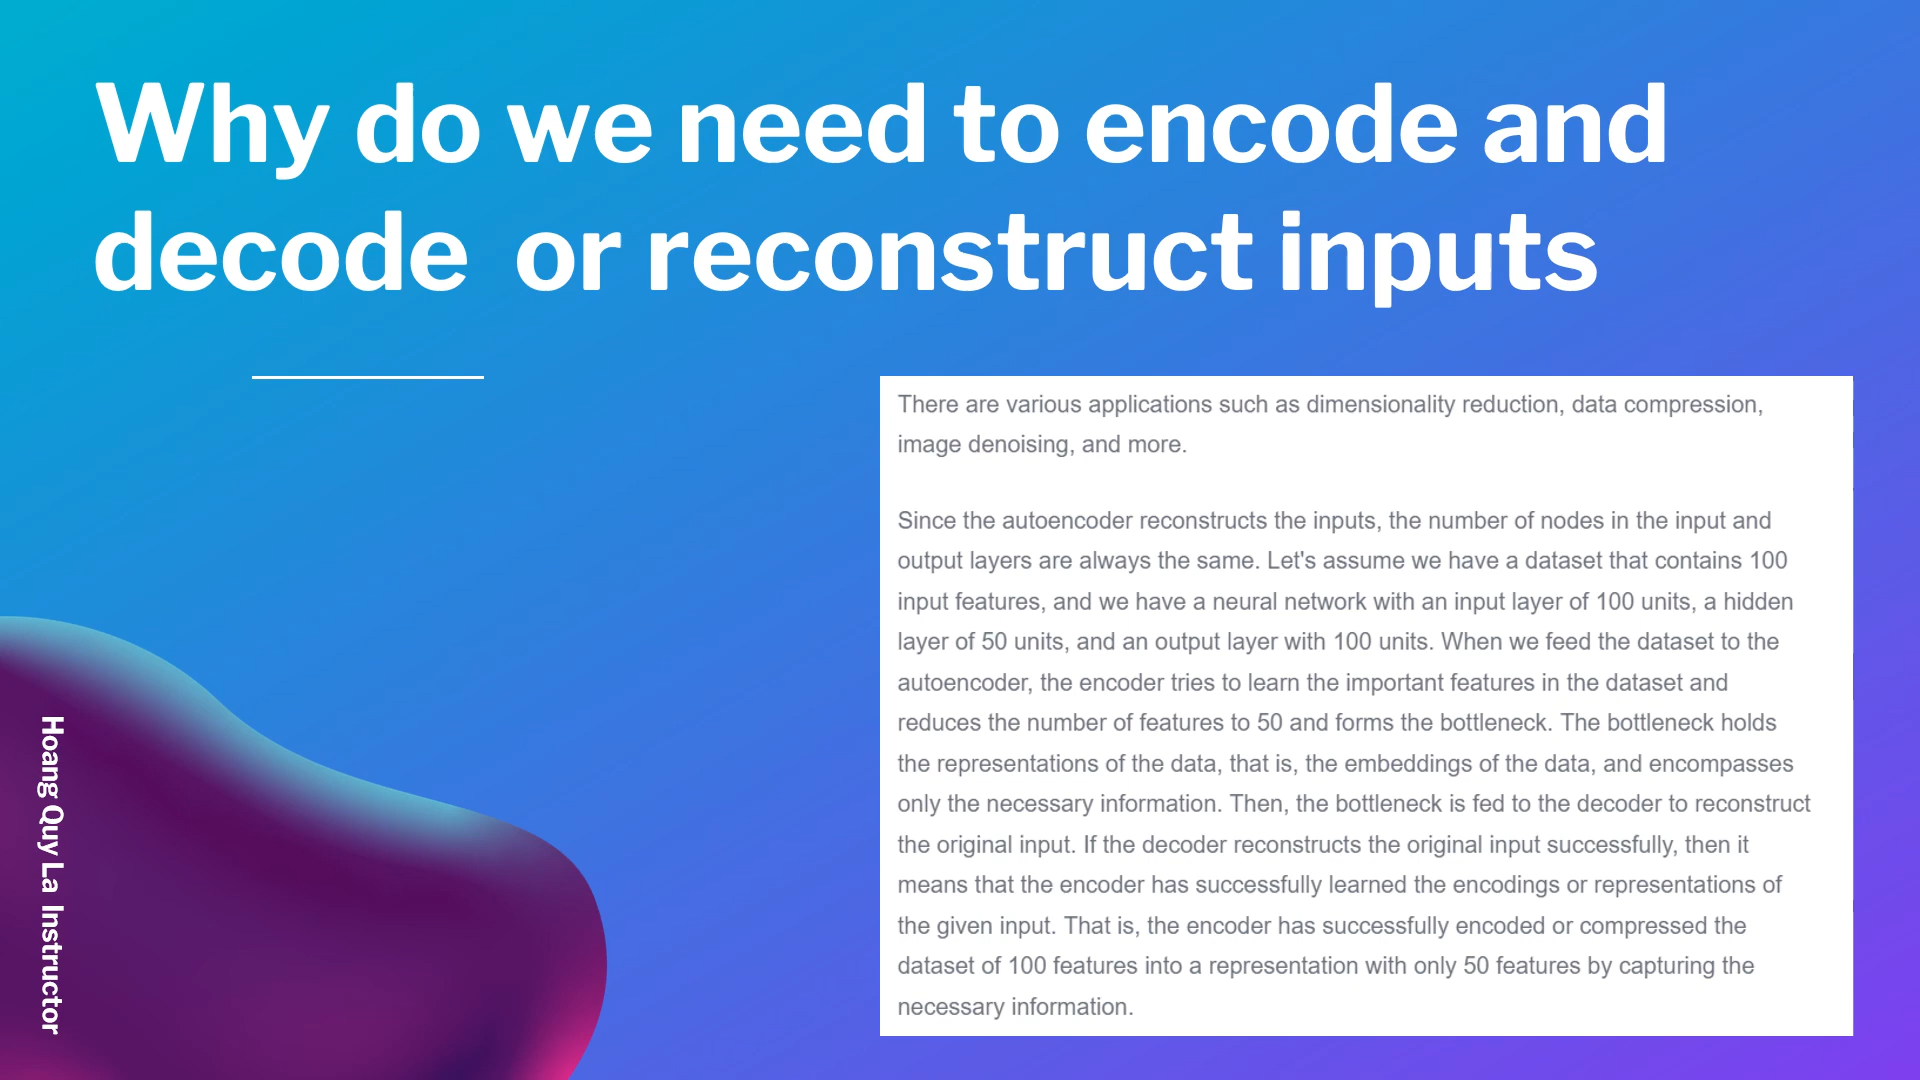 Why do we need to encode and
decode  or reconstruct inputs
There are various applications such as dimensionality reduction, data compression,
image denoising, and more.
Since the autoencoder reconstructs the inputs, the number of nodes in the input and
output layers are always the same. Let's assume we have a dataset that contains 100
input features, and we have a neural network with an input layer of 100 units, a hidden
layer of 50 units, and an output layer with 100 units. When we feed the dataset to the
autoencoder, the encoder tries to learn the important features in the dataset and
reduces the number of features to 50 and forms the bottleneck. The bottleneck holds
the representations of the data, that is, the embeddings of the data, and encompasses
only the necessary information. Then, the bottleneck is fed to the decoder to reconstruct
the original input. If the decoder reconstructs the original input successfully, then it
means that the encoder has successfully learned the encodings or representations of
the given input. That is, the encoder has successfully encoded or compressed the
dataset of 100 features into a representation with only 50 features by capturing the
necessary information.
Hoang Quy La Instructor